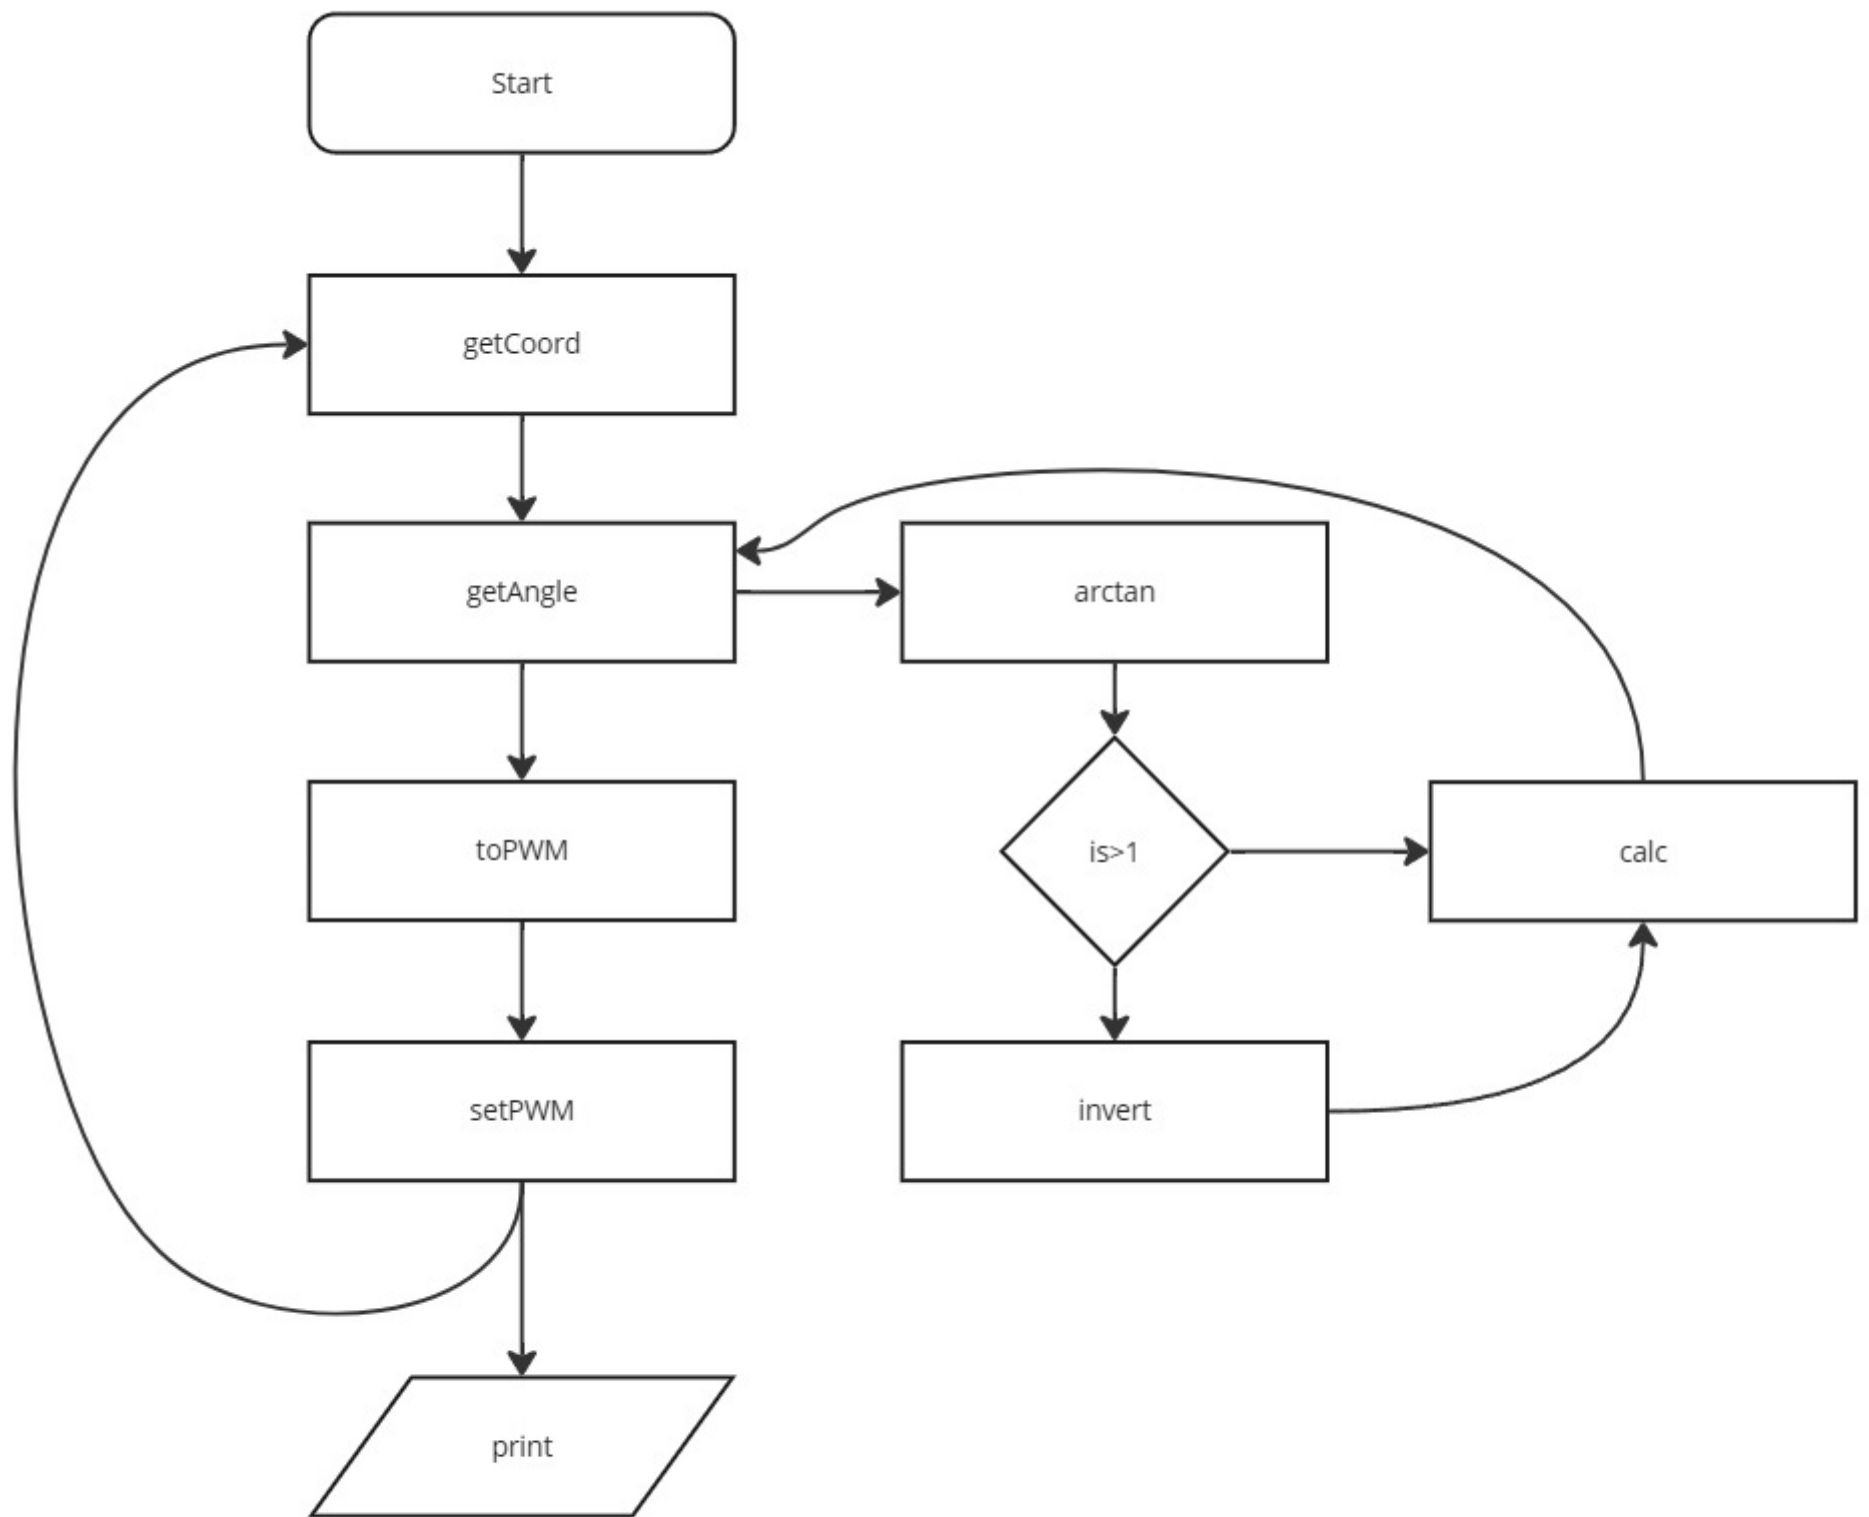 Start
getCoord
getAngle
arctan
toPWM
is>1
calc
setPWM
invert
print